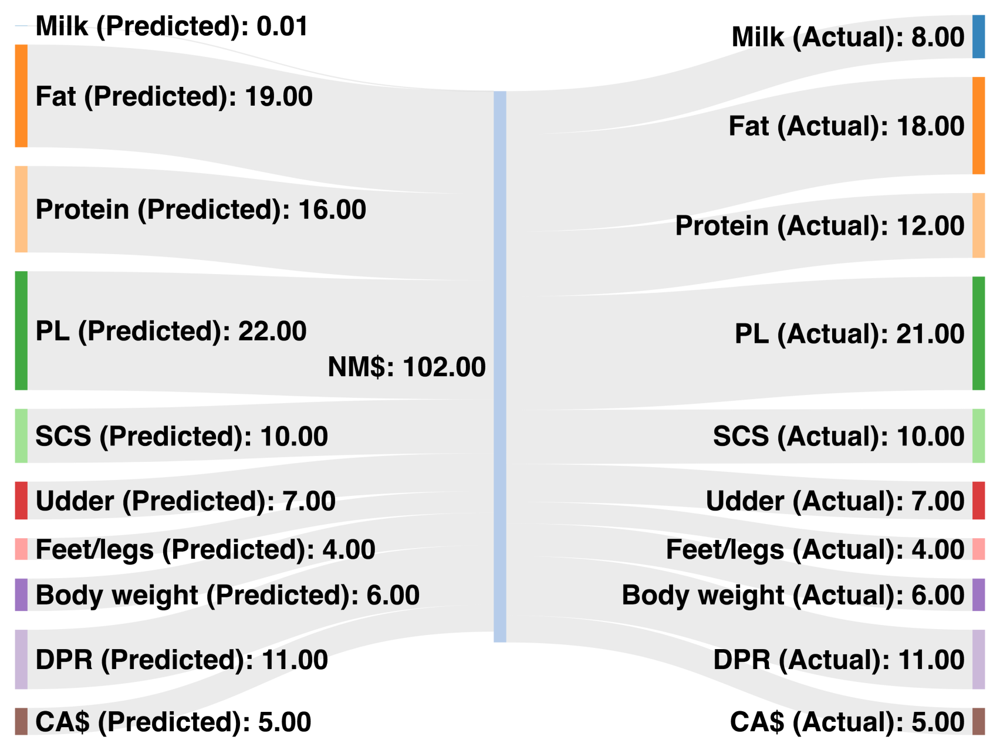 Milk (Predicted): 0.01
Fat (Predicted): 19.00
Protein (Predicted): 16.00
PL (Predicted): 22.00
SCS (Predicted): 10.00
Udder (Predicted): 7.00
Feet/legs (Predicted): 4.00
Body weight (Predicted): 6.00
DPR (Predicted): 11.00
CA$ (Predicted): 5.00
NM$: 102.00
Milk (Actual): 8.00
Fat (Actual): 18.00
Protein (Actual): 12.00
PL (Actual): 21.00
SCS (Actual): 10.00
Udder (Actual): 7.00
Feet/legs (Actual): 4.00
Body weight (Actual): 6.00
DPR (Actual): 11.00
CA$ (Actual): 5.00